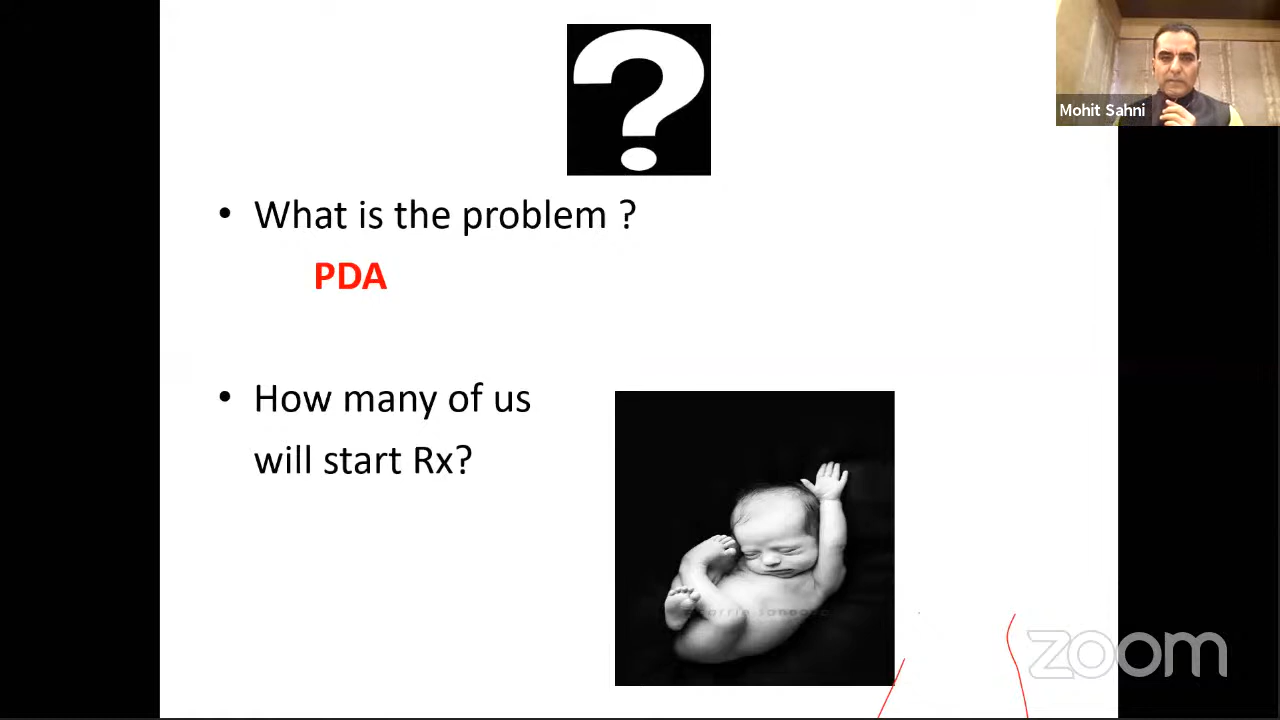 ?
Mohit Sahni
• What is the problem ?
PDA
• How many of us
will start Rx?
zoom